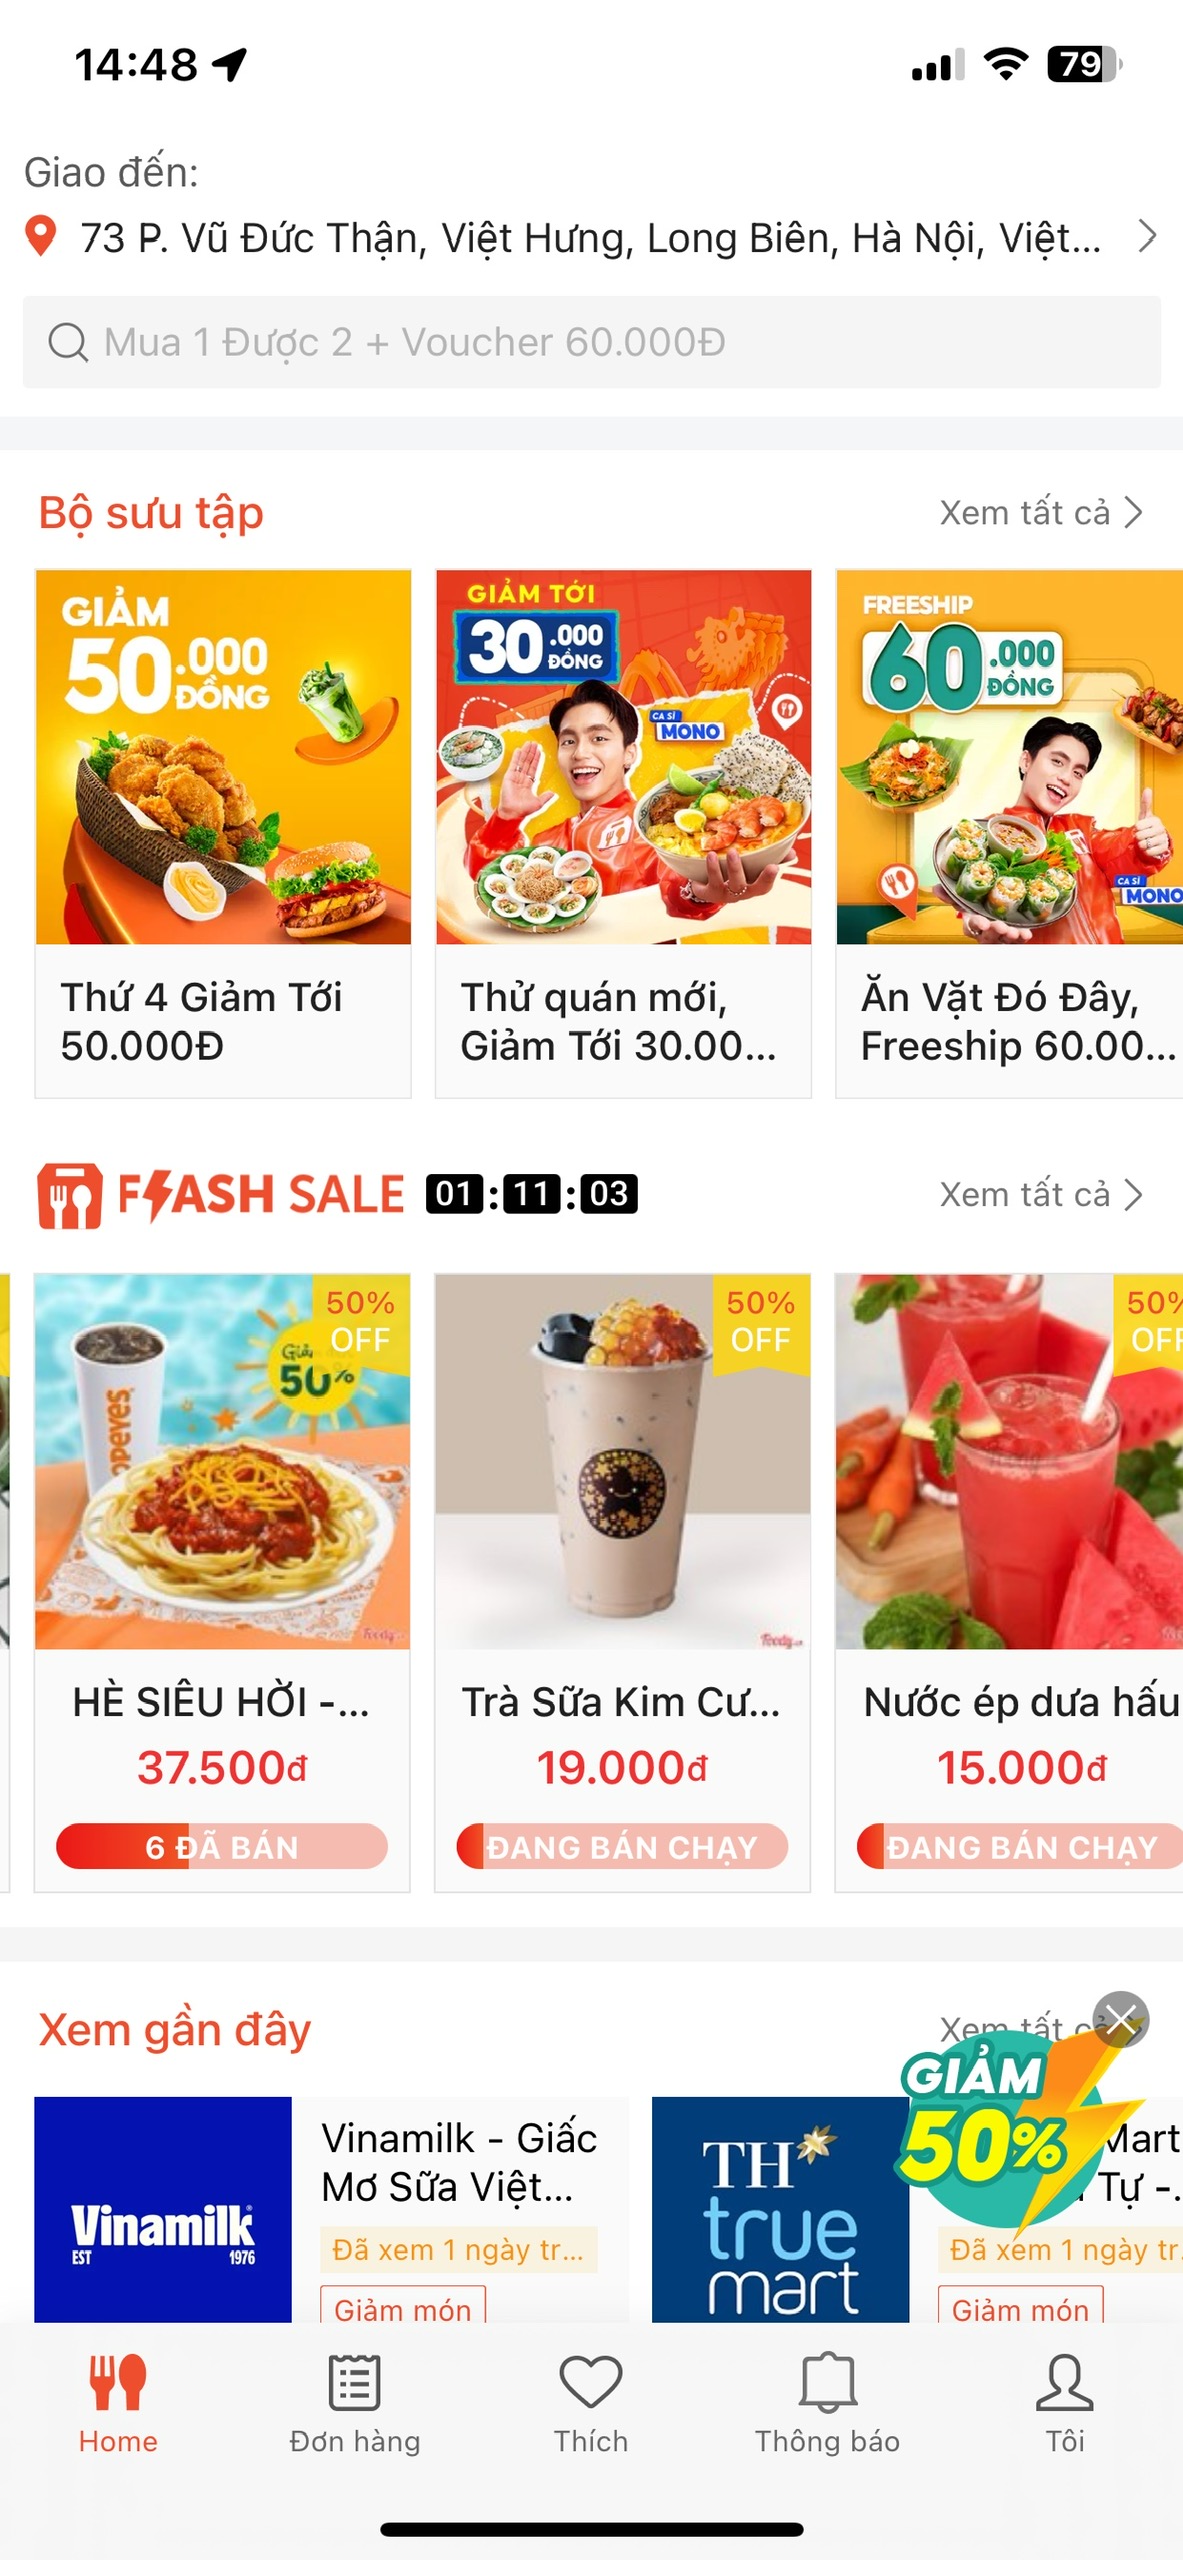 14:48
79
Giao đến:
73 P. Vũ Đức Thận, Việt Hưng, Long Biên, Hà Nội, Việt...
Mua 1 Được 2 + Voucher 60.000Đ
Bộ sưu tập
Xem tất cả
GIẢM
50.000
ĐỒNG
GIẢM TỚI
30.000
ĐỒNG
CA SĨ
MONO
FREESHIP
60.000
ĐỒNG
CA SĨ
MONO
Thứ 4 Giảm Tới
50.000Đ
Thử quán mới,
Giảm Tới 30.00...
Ăn Vặt Đó Đây,
Freeship 60.00...
FLASH SALE 01:11:03
Xem tất cả
50%
OFF
Giả
50%
opeyes
Foody
50%
OFF
Foody
50%
OFF
HÈ SIÊU HỜI -...
37.500đ
6 ĐÃ BÁN
Trà Sữa Kim Cư...
19.000đ
ĐANG BÁN CHẠY
Nước ép dưa hấu
15.000đ
ĐANG BÁN CHẠY
Xem gần đây
Xem tất cả
GIẢM
50%
Vinamilk
EST 1976
Vinamilk - Giấc
Mơ Sữa Việt...
Đã xem 1 ngày tr...
Giảm món
TH
true
mart
Mart
Tự -.
Đã xem 1 ngày tr.
Giảm món
Home
Đơn hàng
Thích
Thông báo
Tôi